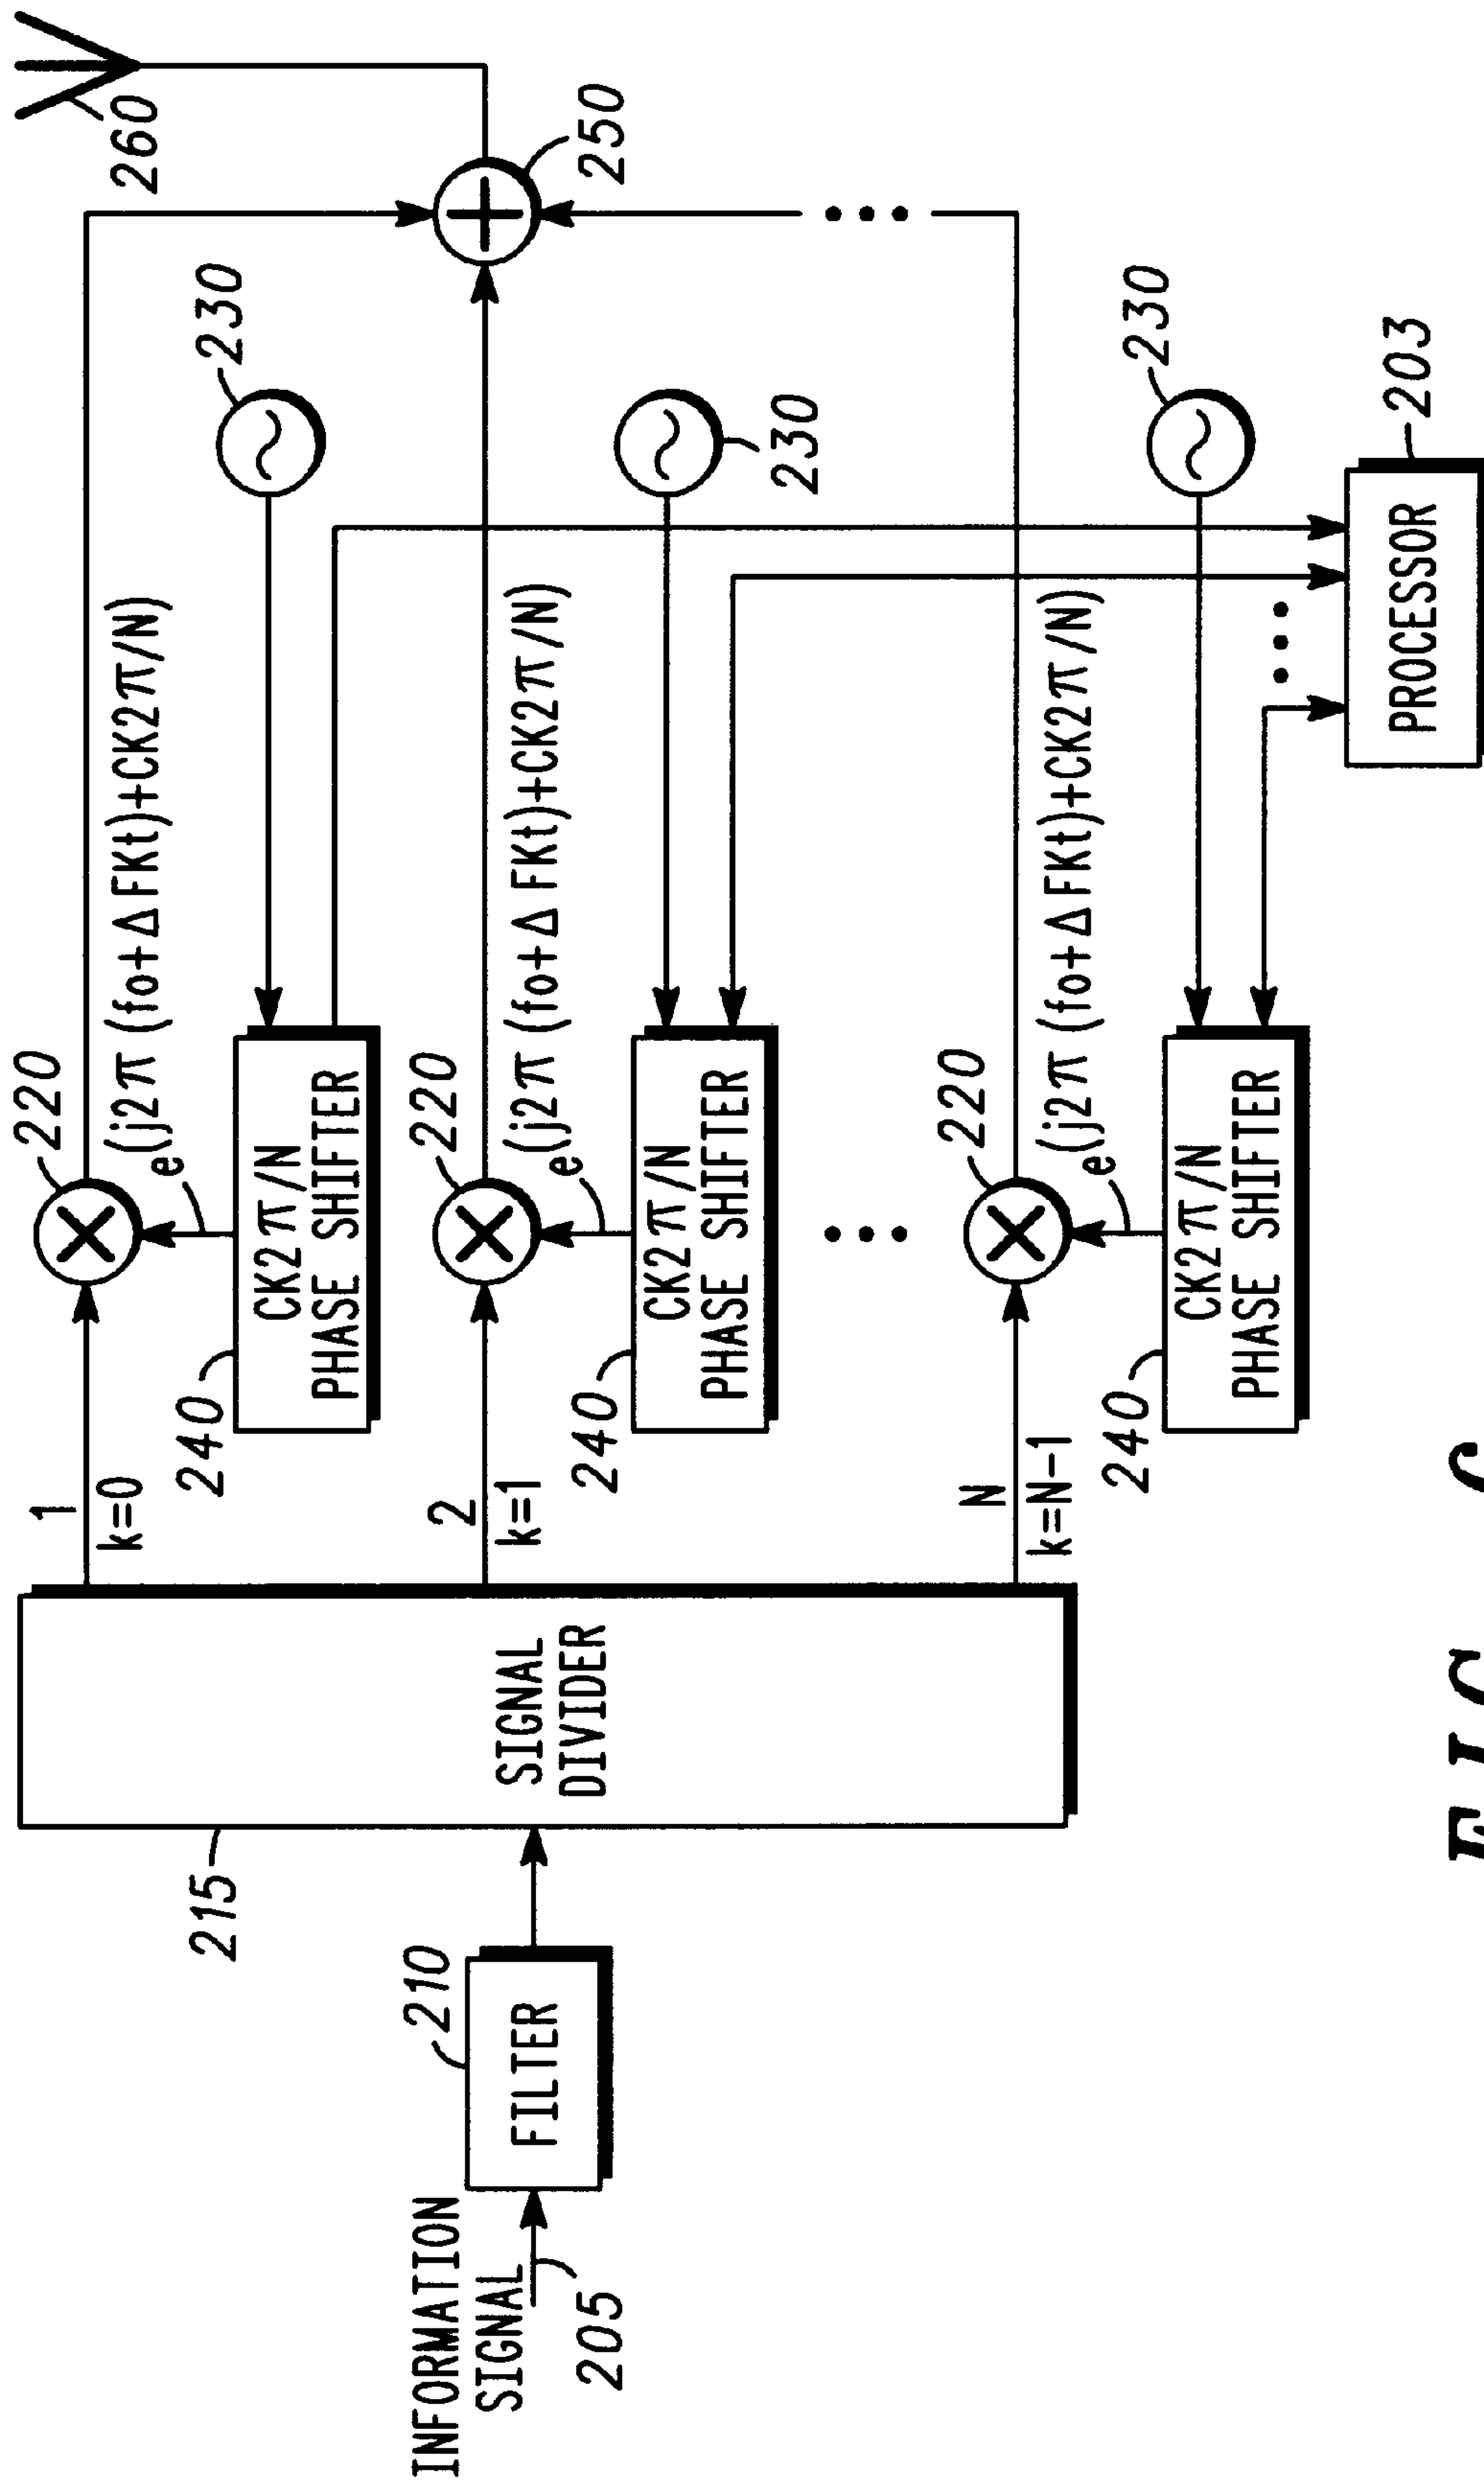 260
220
(j2π (fo+ΔFKt)+CK2π/N)
e
230
1
k=0
240
CK2π/N
PHASE SHIFTER
215
SIGNAL
DIVIDER
250
220
(j2π (fo+ΔFKt)+CK2π/N)
e
2
k=1
240
CK2π/N
PHASE SHIFTER
230
INFORMATION
SIGNAL
205
210
FILTER
220
(j2π (fo+ΔFKt)+CK2π/N)
e
230
N
k=N-1
240
CK2π/N
PHASE SHIFTER
203
PROCESSOR